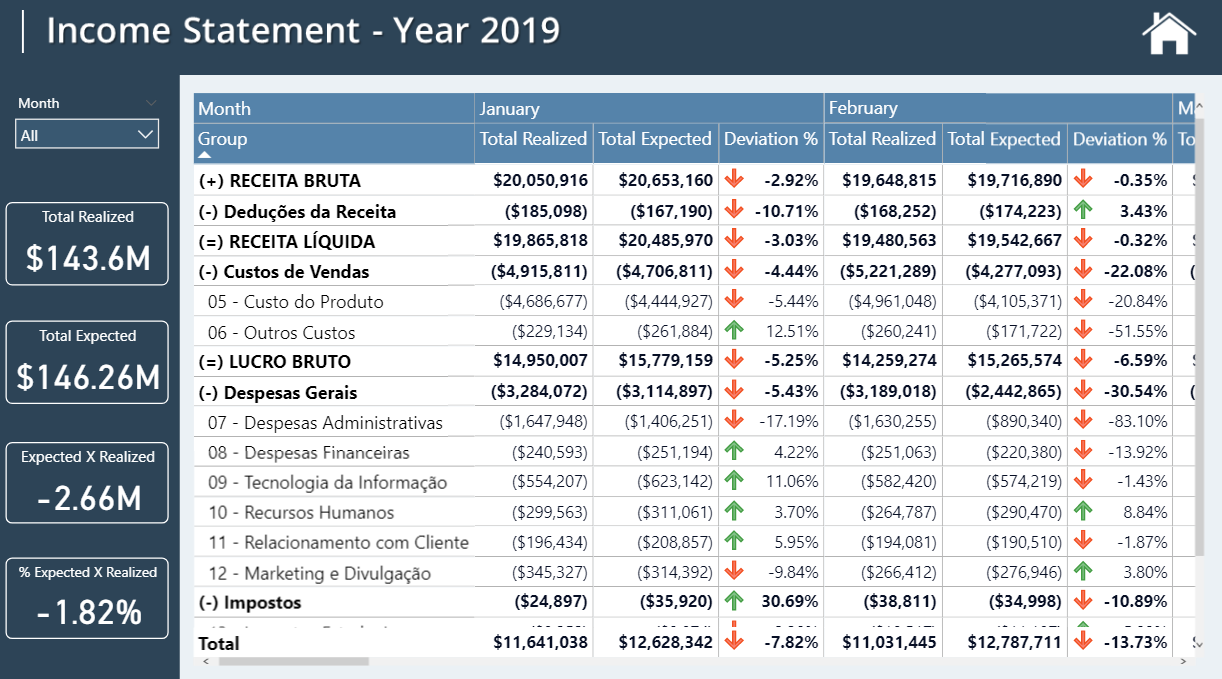 Income Statement - Year 2019
Month
All
Total Realized
$143.6M
Total Expected
$146.26M
Expected X Realized
-2.66M
% Expected X Realized
-1.82%
Month January February
Group Total Realized Total Expected Deviation % Total Realized Total Expected Deviation %
(+) RECEITA BRUTA $20,050,916 $20,653,160 -2.92% $19,648,815 $19,716,890 -0.35%
(-) Deduções da Receita ($185,098) ($167,190) -10.71% ($168,252) ($174,223) 3.43%
(=) RECEITA LÍQUIDA $19,865,818 $20,485,970 -3.03% $19,480,563 $19,542,667 -0.32%
(-) Custos de Vendas ($4,915,811) ($4,706,811) -4.44% ($5,221,289) ($4,277,093) -22.08%
05 - Custo do Produto ($4,686,677) ($4,444,927) -5.44% ($4,961,048) ($4,105,371) -20.84%
06 - Outros Custos ($229,134) ($261,884) 12.51% ($260,241) ($171,722) -51.55%
(=) LUCRO BRUTO $14,950,007 $15,779,159 -5.25% $14,259,274 $15,265,574 -6.59%
(-) Despesas Gerais ($3,284,072) ($3,114,897) -5.43% ($3,189,018) ($2,442,865) -30.54%
07 - Despesas Administrativas ($1,647,948) ($1,406,251) -17.19% ($1,630,255) ($890,340) -83.10%
08 - Despesas Financeiras ($240,593) ($251,194) 4.22% ($251,063) ($220,380) -13.92%
09 - Tecnologia da Informação ($554,207) ($623,142) 11.06% ($582,420) ($574,219) -1.43%
10 - Recursos Humanos ($299,563) ($311,061) 3.70% ($264,787) ($290,470) 8.84%
11 - Relacionamento com Cliente ($196,434) ($208,857) 5.95% ($194,081) ($190,510) -1.87%
12 - Marketing e Divulgação ($345,327) ($314,392) -9.84% ($266,412) ($276,946) 3.80%
(-) Impostos ($24,897) ($35,920) 30.69% ($38,811) ($34,998) -10.89%
Total $11,641,038 $12,628,342 -7.82% $11,031,445 $12,787,711 -13.73%